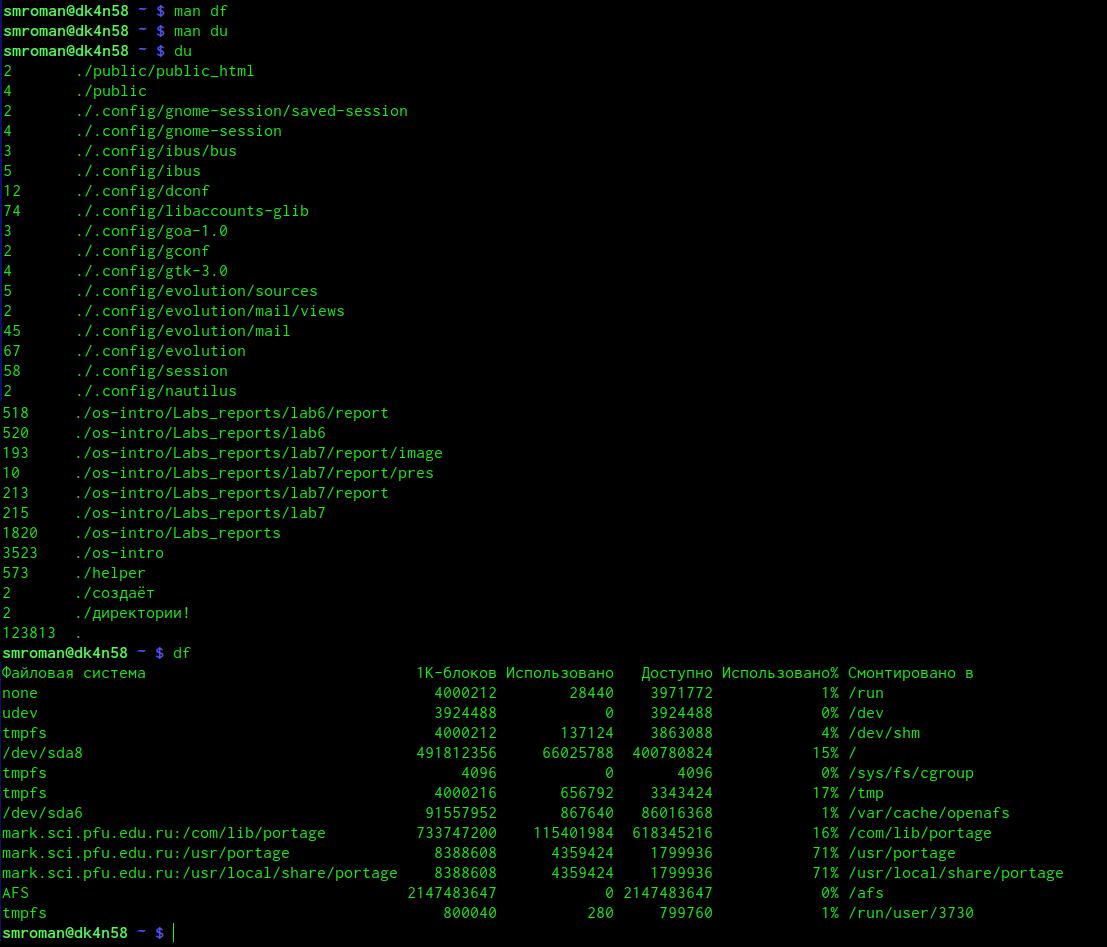 smroman@dk4n58 ~ $ man df
smroman@dk4n58 ~ $ man du
smroman@dk4n58 ~ $ du
2       ./public/public_html
4       ./public
2       ./.config/gnome-session/saved-session
4       ./.config/gnome-session
3       ./.config/ibus/bus
5       ./.config/ibus
12      ./.config/dconf
74      ./.config/libaccounts-glib
3       ./.config/goa-1.0
2       ./.config/gconf
4       ./.config/gtk-3.0
5       ./.config/evolution/sources
2       ./.config/evolution/mail/views
45      ./.config/evolution/mail
67      ./.config/evolution
58      ./.config/session
2       ./.config/nautilus
518     ./os-intro/Labs_reports/lab6/report
520     ./os-intro/Labs_reports/lab6
193     ./os-intro/Labs_reports/lab7/report/image
10      ./os-intro/Labs_reports/lab7/report/pres
213     ./os-intro/Labs_reports/lab7/report
215     ./os-intro/Labs_reports/lab7
1820    ./os-intro/Labs_reports
3523    ./os-intro
573     ./helper
2       ./создаёт
2       ./директории!
123813  .
smroman@dk4n58 ~ $ df
Файловая система                              1K-блоков Использовано   Доступно Использовано% Смонтировано в
none                                            4000212        28440    3971772            1% /run
udev                                            3924488            0    3924488            0% /dev
tmpfs                                           4000212       137124    3863088            4% /dev/shm
/dev/sda8                                     491812356     66025788  400780824           15% /
tmpfs                                              4096            0       4096            0% /sys/fs/cgroup
tmpfs                                           4000216       656792    3343424           17% /tmp
/dev/sda6                                      91557952       867640   86016368            1% /var/cache/openafs
mark.sci.pfu.edu.ru:/com/lib/portage          733747200    115401984  618345216           16% /com/lib/portage
mark.sci.pfu.edu.ru:/usr/portage                8388608      4359424    1799936           71% /usr/portage
mark.sci.pfu.edu.ru:/usr/local/share/portage    8388608      4359424    1799936           71% /usr/local/share/portage
AFS                                          2147483647            0 2147483647            0% /afs
tmpfs                                            800040          280     799760            1% /run/user/3730
smroman@dk4n58 ~ $